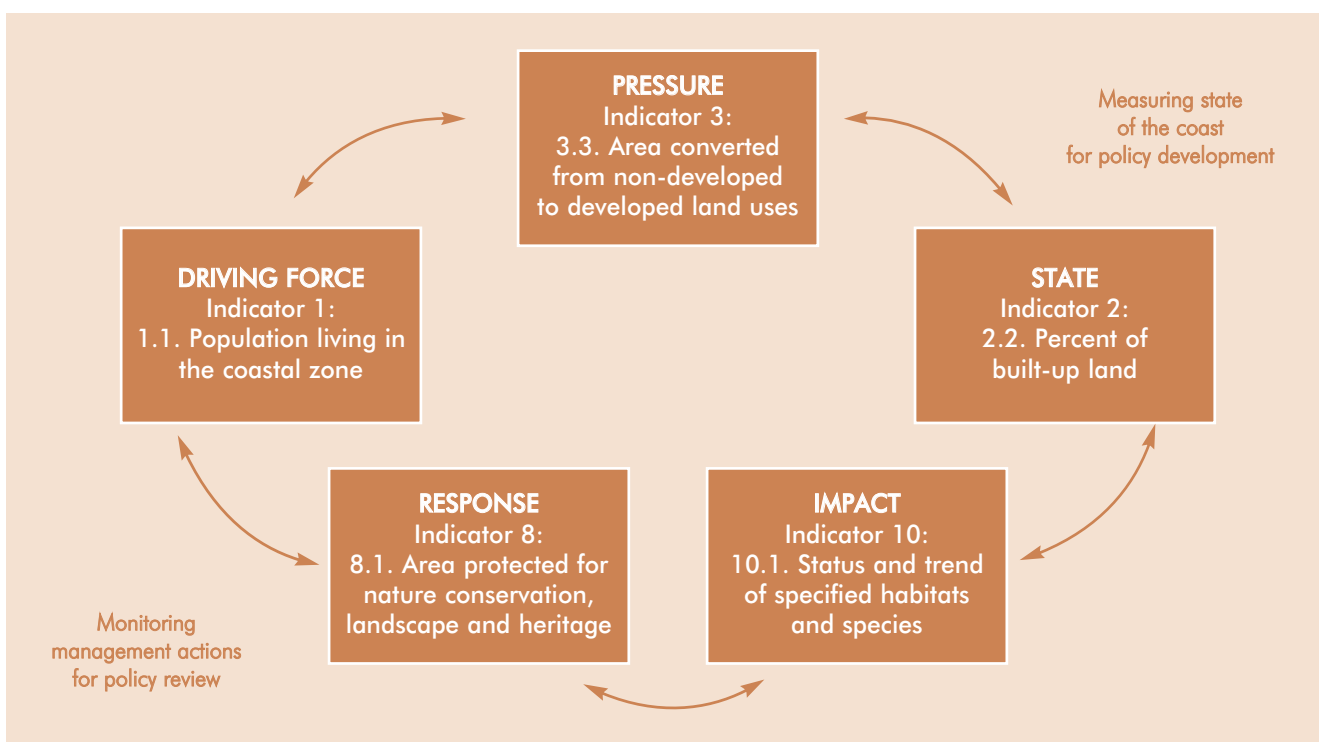 PRESSURE
Indicator 3:
3.3. Area converted
from non-developed
to developed land uses
Measuring state
of the coast
for policy development
DRIVING FORCE
Indicator 1:
1.1. Population living in
the coastal zone
STATE
Indicator 2:
2.2. Percent of
built-up land
RESPONSE
Indicator 8:
8.1. Area protected for
nature conservation,
landscape and heritage
IMPACT
Indicator 10:
10.1. Status and trend
of specified habitats
and species
Monitoring
management actions
for policy review